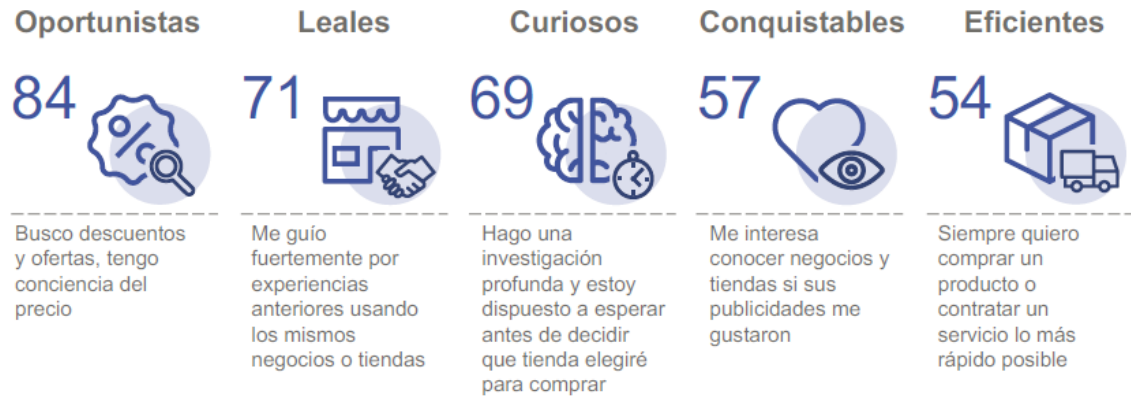 Oportunistas
84
Busco descuentos
y ofertas, tengo
conciencia del
precio
Leales
71
Me guío
fuertemente por
experiencias
anteriores usando
los mismos
negocios o tiendas
Curiosos
69
Hago una
investigación
profunda y estoy
dispuesto a esperar
antes de decidir
que tienda elegiré
para comprar
Conquistables
57
Me interesa
conocer negocios y
tiendas si sus
publicidades me
gustaron
Eficientes
54
Siempre quiero
comprar un
producto o
contratar un
servicio lo más
rápido posible